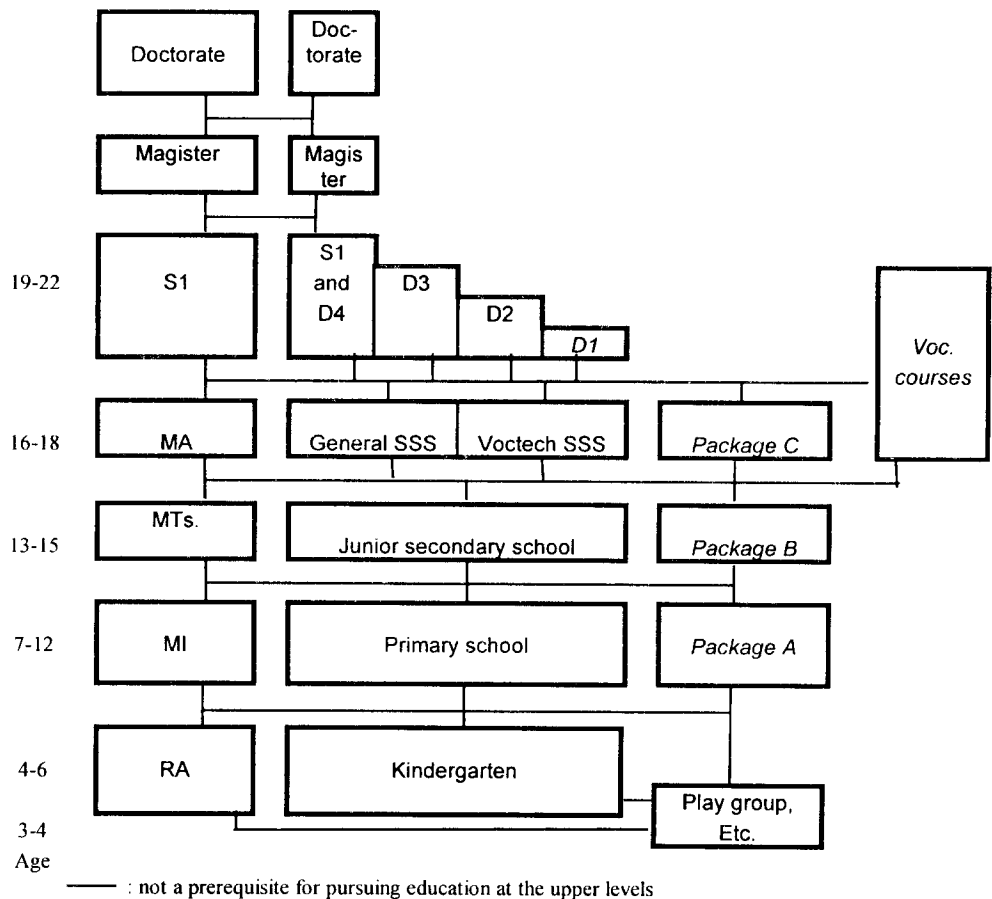 Doctorate
Doc-
torate
Magister
Magis
ter
19-22
S1
S1
and
D4
D3
D2
D1
Voc.
courses
16-18
MA
General SSS
Voctech SSS
Package C
13-15
MTs.
Junior secondary school
Package B
7-12
MI
Primary school
Package A
4-6
RA
Kindergarten
Play group,
Etc.
3-4
Age
: not a prerequisite for pursuing education at the upper levels